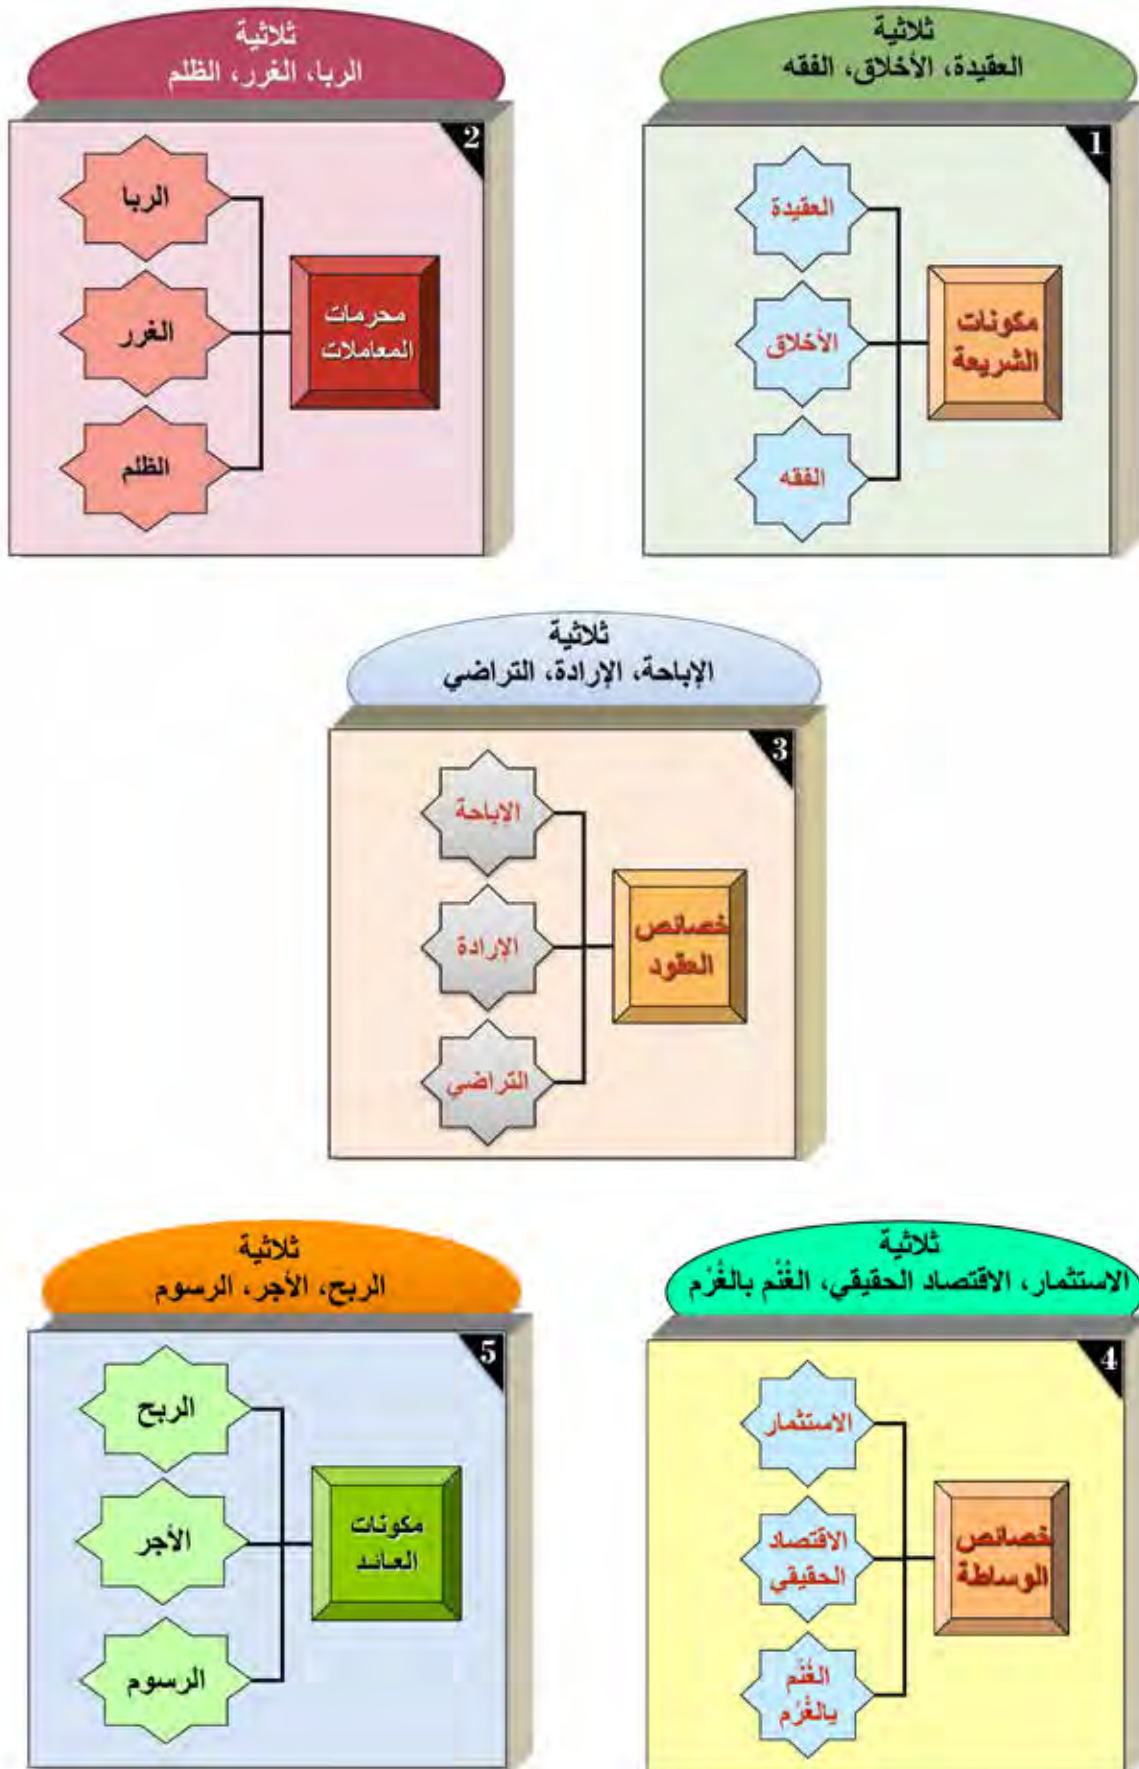 ثلاثية
العقيدة، الأخلاق، الفقه
1
مكونات
الشريعة
العقيدة
الأخلاق
الفقه
ثلاثية
الربا، الغرر، الظلم
2
محرمات
المعاملات
الربا
الغرر
الظلم
ثلاثية
الإباحة، الإرادة، التراضي
3
خصائص
العقود
الإباحة
الإرادة
التراضي
ثلاثية
الاستثمار، الاقتصاد الحقيقي، الغُنْم بالغُرْم
4
خصائص
الوساطة
الاستثمار
الاقتصاد
الحقيقي
الغُنْم
بالغُرْم
ثلاثية
الربح، الأجر، الرسوم
5
مكونات
العائد
الربح
الأجر
الرسوم